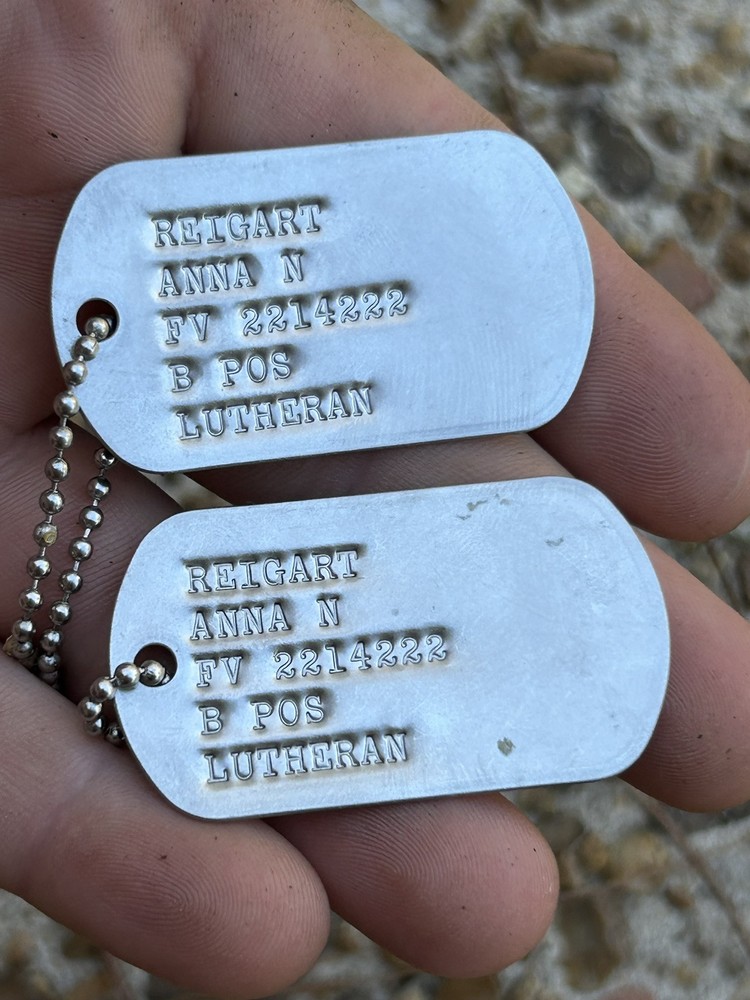 REIGART
ANNA N
FV 2214222
B POS
LUTHERAN
REIGART
ANNA N
FV 2214222
B POS
LUTHERAN